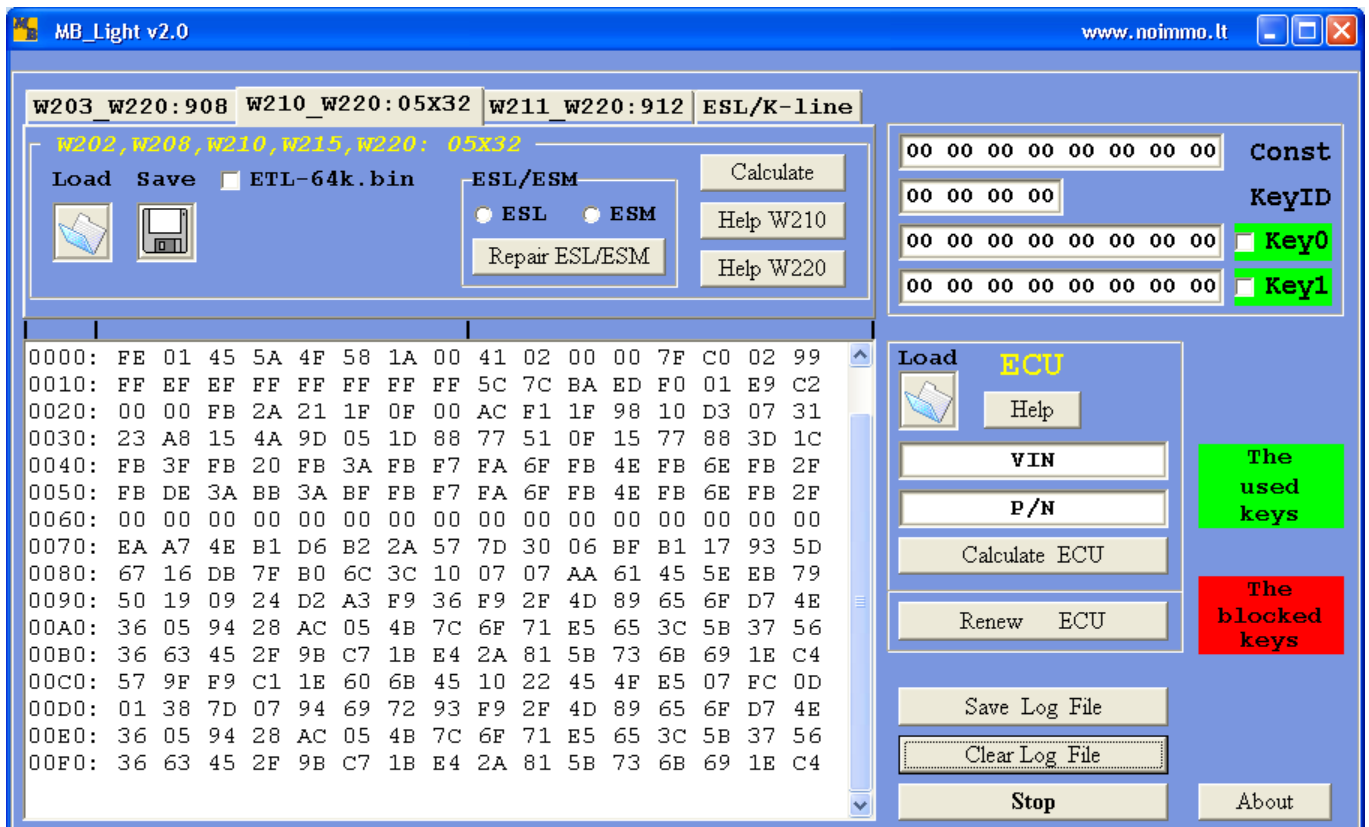 MB_Light v2.0 www.noimmo.lt
W203_W220:908 W210_W220:05X32 W211_W220:912 ESL/K-line
W202,W208,W210,W215,W220: 05X32
Load Save ETL-64k.bin
ESL/ESM
ESL ESM
Repair ESL/ESM
Calculate
Help W210
Help W220
00 00 00 00 00 00 00 00 Const
00 00 00 00 KeyID
00 00 00 00 00 00 00 00 Key0
00 00 00 00 00 00 00 00 Key1
0000: FE 01 45 5A 4F 58 1A 00 41 02 00 00 7F C0 02 99
0010: FF EF EF FF FF FF FF FF 5C 7C BA ED F0 01 E9 C2
0020: 00 00 FB 2A 21 1F 0F 00 AC F1 1F 98 10 D3 07 31
0030: 23 A8 15 4A 9D 05 1D 88 77 51 0F 15 77 88 3D 1C
0040: FB 3F FB 20 FB 3A FB F7 FA 6F FB 4E FB 6E FB 2F
0050: FB DE 3A BB 3A BF FB F7 FA 6F FB 4E FB 6E FB 2F
0060: 00 00 00 00 00 00 00 00 00 00 00 00 00 00 00 00
0070: EA A7 4E B1 D6 B2 2A 57 7D 30 06 BF B1 17 93 5D
0080: 67 16 DB 7F B0 6C 3C 10 07 07 AA 61 45 5E EB 79
0090: 50 19 09 24 D2 A3 F9 36 F9 2F 4D 89 65 6F D7 4E
00A0: 36 05 94 28 AC 05 4B 7C 6F 71 E5 65 3C 5B 37 56
00B0: 36 63 45 2F 9B C7 1B E4 2A 81 5B 73 6B 69 1E C4
00C0: 57 9F F9 C1 1E 60 6B 45 10 22 45 4F E5 07 FC 0D
00D0: 01 38 7D 07 94 69 72 93 F9 2F 4D 89 65 6F D7 4E
00E0: 36 05 94 28 AC 05 4B 7C 6F 71 E5 65 3C 5B 37 56
00F0: 36 63 45 2F 9B C7 1B E4 2A 81 5B 73 6B 69 1E C4
Load ECU
Help
VIN
P/N
Calculate ECU
Renew ECU
The
used
keys
The
blocked
keys
Save Log File
Clear Log File
Stop
About